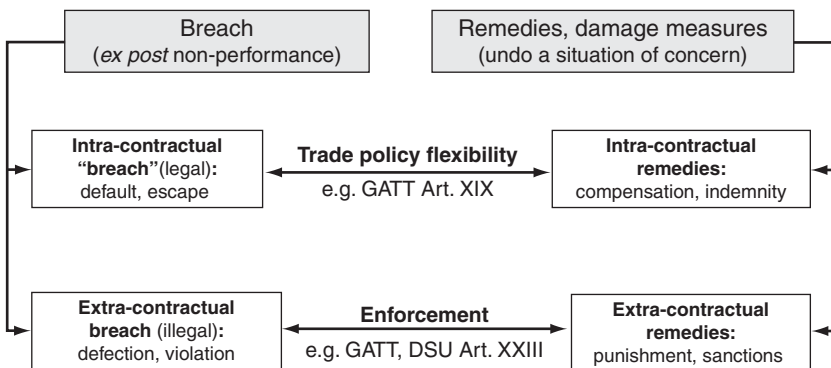 Breach
(ex post non-performance)
Remedies, damage measures
(undo a situation of concern)
Intra-contractual
“breach”(legal):
default, escape
Trade policy flexibility
e.g. GATT Art. XIX
Intra-contractual
remedies:
compensation, indemnity
Extra-contractual
breach (illegal):
defection, violation
Enforcement
e.g. GATT, DSU Art. XXIII
Extra-contractual
remedies:
punishment, sanctions